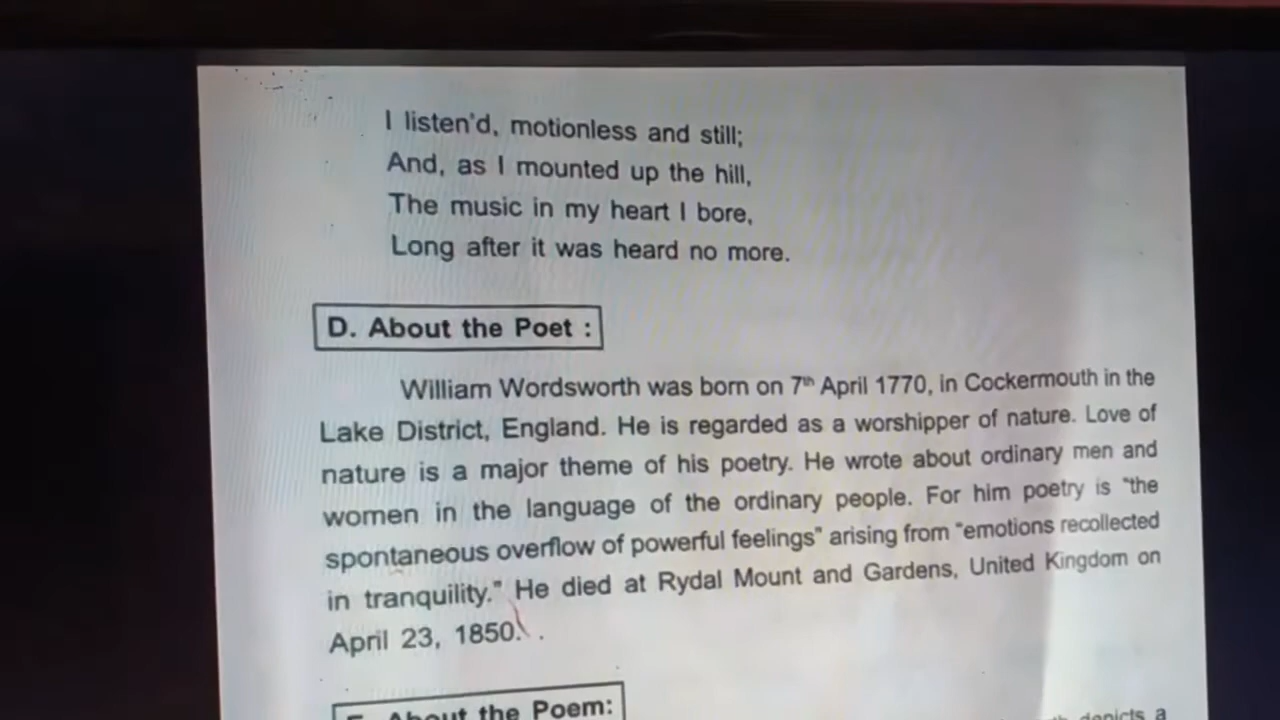 I listen'd, motionless and still;
And, as I mounted up the hill,
The music in my heart I bore,
Long after it was heard no more.
D. About the Poet :
William Wordsworth was born on 7th April 1770, in Cockermouth in the
Lake District, England. He is regarded as a worshipper of nature. Love of
nature is a major theme of his poetry. He wrote about ordinary men and
women in the language of the ordinary people. For him poetry is "the
spontaneous overflow of powerful feelings" arising from "emotions recollected
in tranquility." He died at Rydal Mount and Gardens, United Kingdom on
April 23, 1850. .
About the Poem:
depicts a